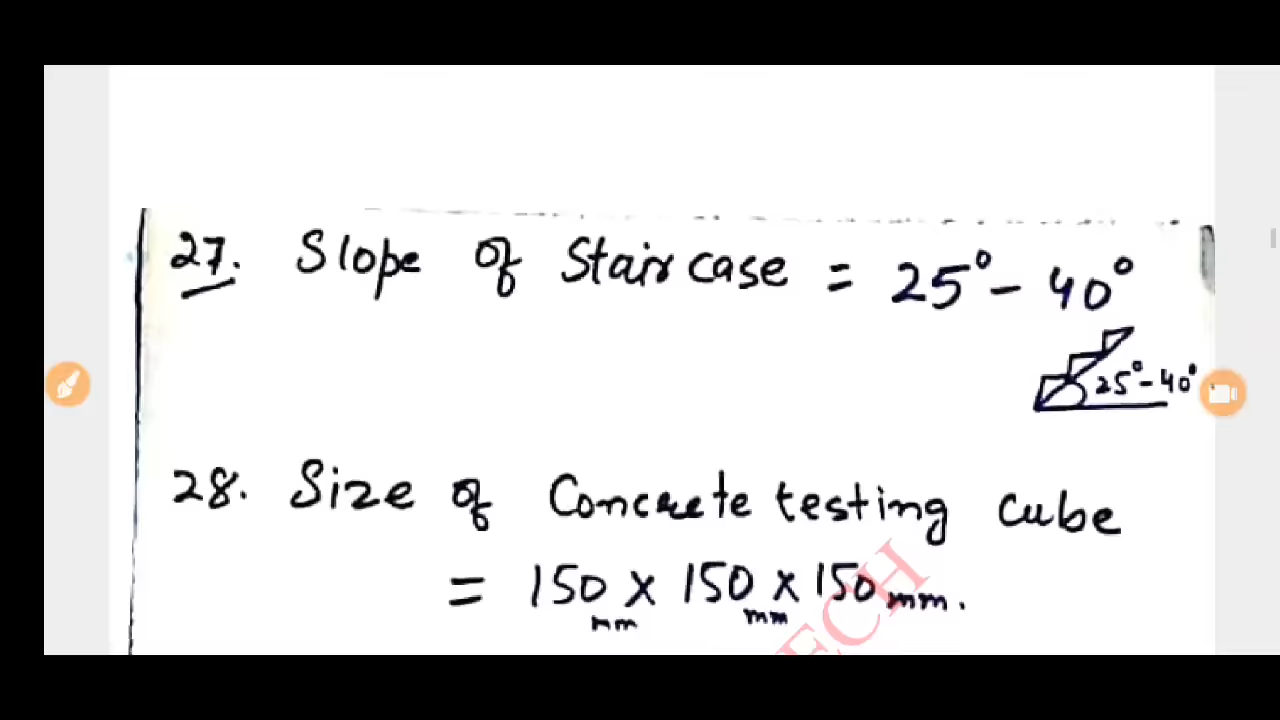 27. Slope of Staircase = 25° - 40°
25° - 40°
28. Size of Concrete testing Cube
= 150 mm x 150 mm x 150 mm.
ECH